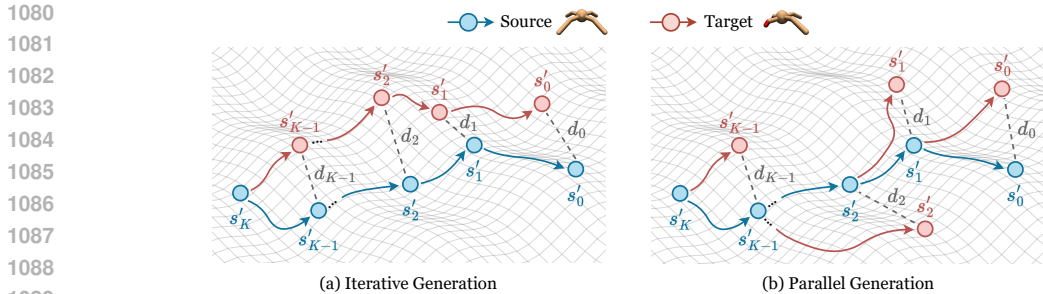 1080
1081
1082
1083
1084
1085
1086
1087
1088
Source
Target
s'_2
s'_1
s'_0
s'_{K-1}
d_2
d_1
d_0
d_{K-1}
s'_K
s'_{K-1}
s'_2
s'_1
s'_0
(a) Iterative Generation
s'_1
s'_0
s'_{K-1}
d_1
d_0
d_{K-1}
s'_1
s'_0
s'_K
s'_2
d_2
s'_2
s'_{K-1}
(b) Parallel Generation